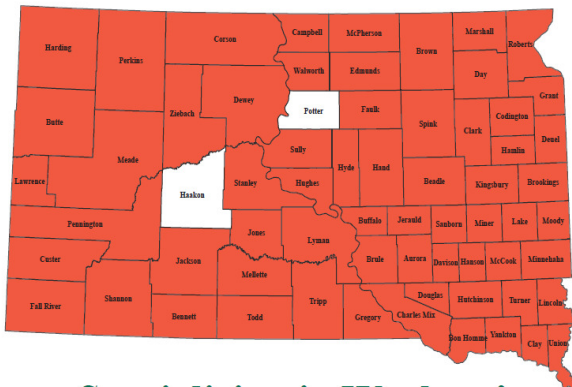 Harding
Perkins
Corson
Campbell
McPherson
Brown
Marshall
Roberts
Walworth
Edmunds
Day
Butte
Ziebach
Dewey
Potter
Faulk
Spink
Clark
Codington
Grant
Hamlin
Deuel
Meade
Sully
Lawrence
Haakon
Stanley
Hughes
Hyde
Hand
Beadle
Kingsbury
Brookings
Pennington
Jones
Lyman
Buffalo
Jerauld
Sanborn
Miner
Lake
Moody
Custer
Jackson
Mellette
Brule
Aurora
Davison
Hanson
McCook
Minnehaha
Fall River
Shannon
Bennett
Todd
Tripp
Gregory
Charles Mix
Douglas
Hutchinson
Turner
Lincoln
Bon Homme
Yankton
Clay
Union